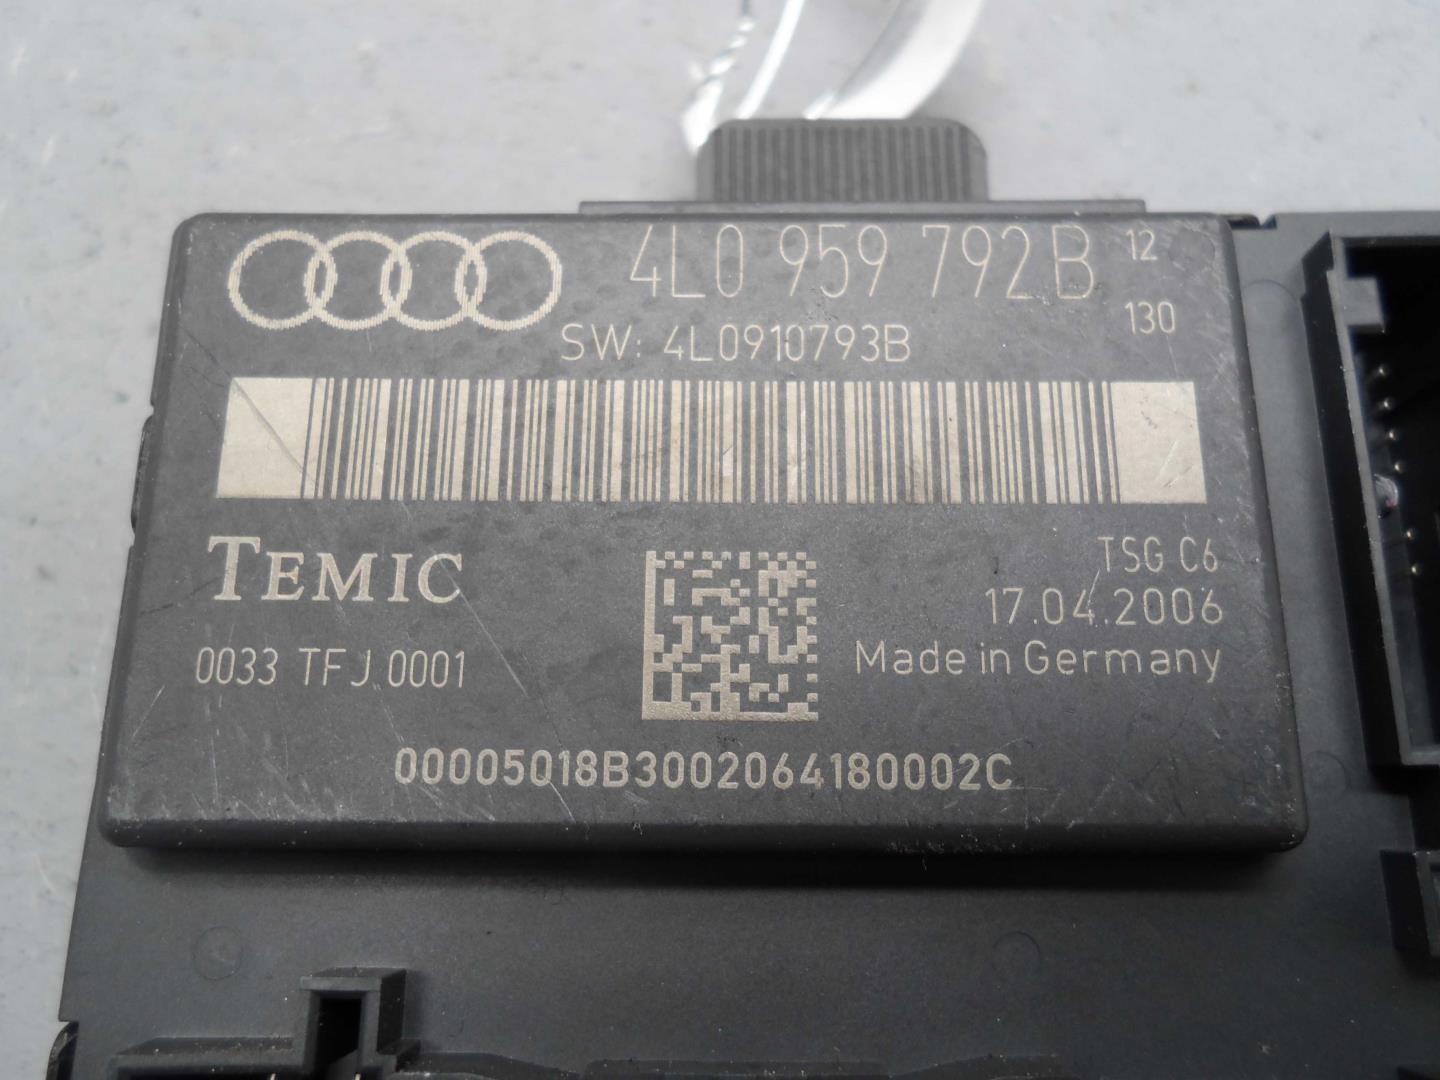 4L0 959 792 B 12
130
SW: 4L0910793B
TEMIC
TSG C6
17.04.2006
0033 TFJ 0001
Made in Germany
00005018B3002064180002C